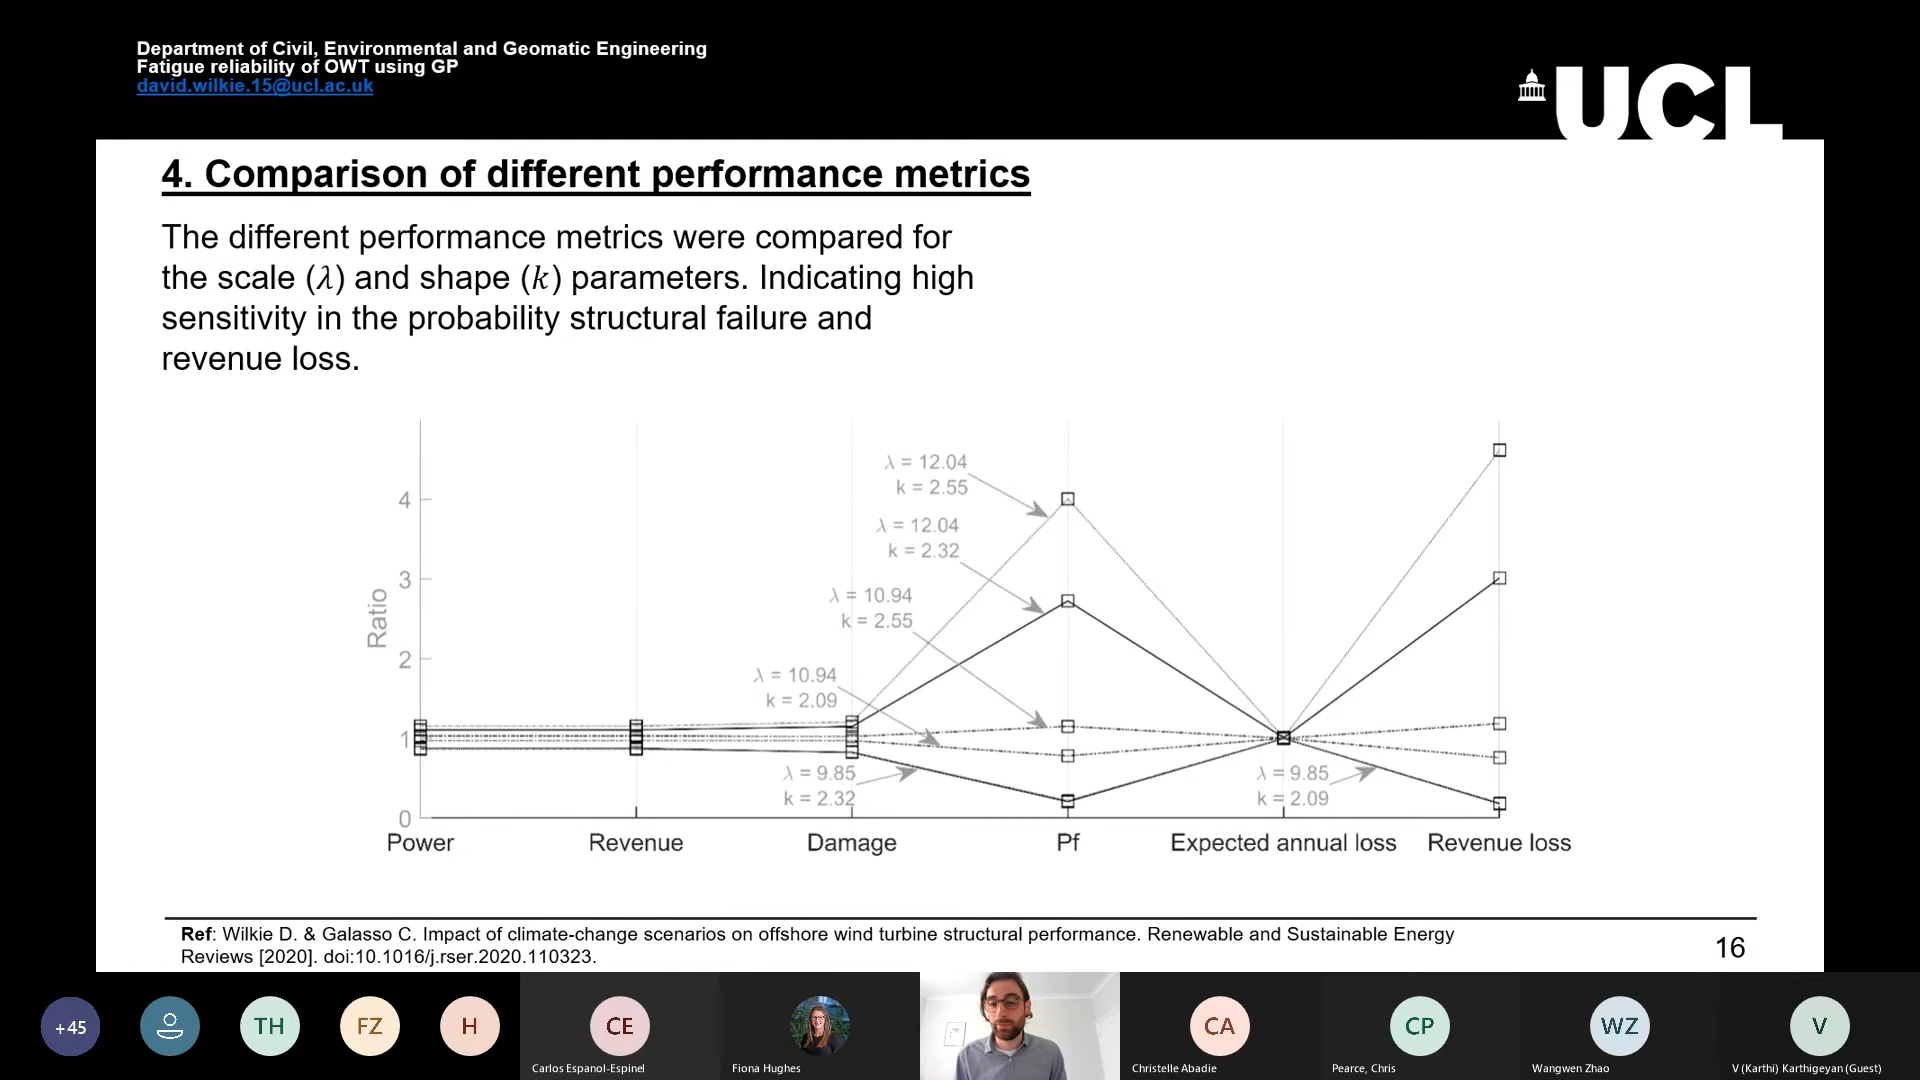 Department of Civil, Environmental and Geomatic Engineering
Fatigue reliability of OWT using GP
david.wilkie.15@ucl.ac.uk
UCL
4. Comparison of different performance metrics
The different performance metrics were compared for
the scale (λ) and shape (k) parameters. Indicating high
sensitivity in the probability structural failure and
revenue loss.
λ = 12.04
k = 2.55
λ = 12.04
k = 2.32
λ = 10.94
k = 2.55
λ = 10.94
k = 2.09
λ = 9.85
k = 2.32
λ = 9.85
k = 2.09
Ratio
4
3
2
1
0
Power Revenue Damage Pf Expected annual loss Revenue loss
Ref: Wilkie D. & Galasso C. Impact of climate-change scenarios on offshore wind turbine structural performance. Renewable and Sustainable Energy
Reviews [2020]. doi:10.1016/j.rser.2020.110323.
16
+45 TH FZ H CE CA CP WZ V
Carlos Espanol-Espinel Fiona Hughes Christelle Abadie Pearce, Chris Wangwen Zhao V (Karthi) Karthigeyan (Guest)